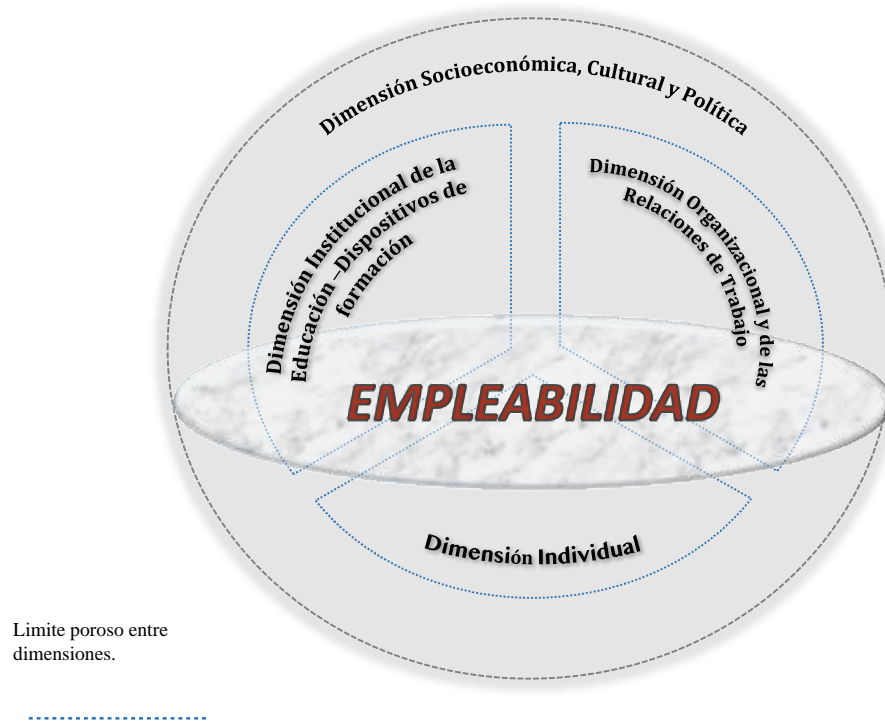 Dimensión Socioeconómica, Cultural y Política
Dimensión Institucional de la
Educación –Dispositivos de
formación
Dimensión Organizacional y de las
Relaciones de Trabajo
EMPLEABILIDAD
Dimensión Individual
Limite poroso entre
dimensiones.